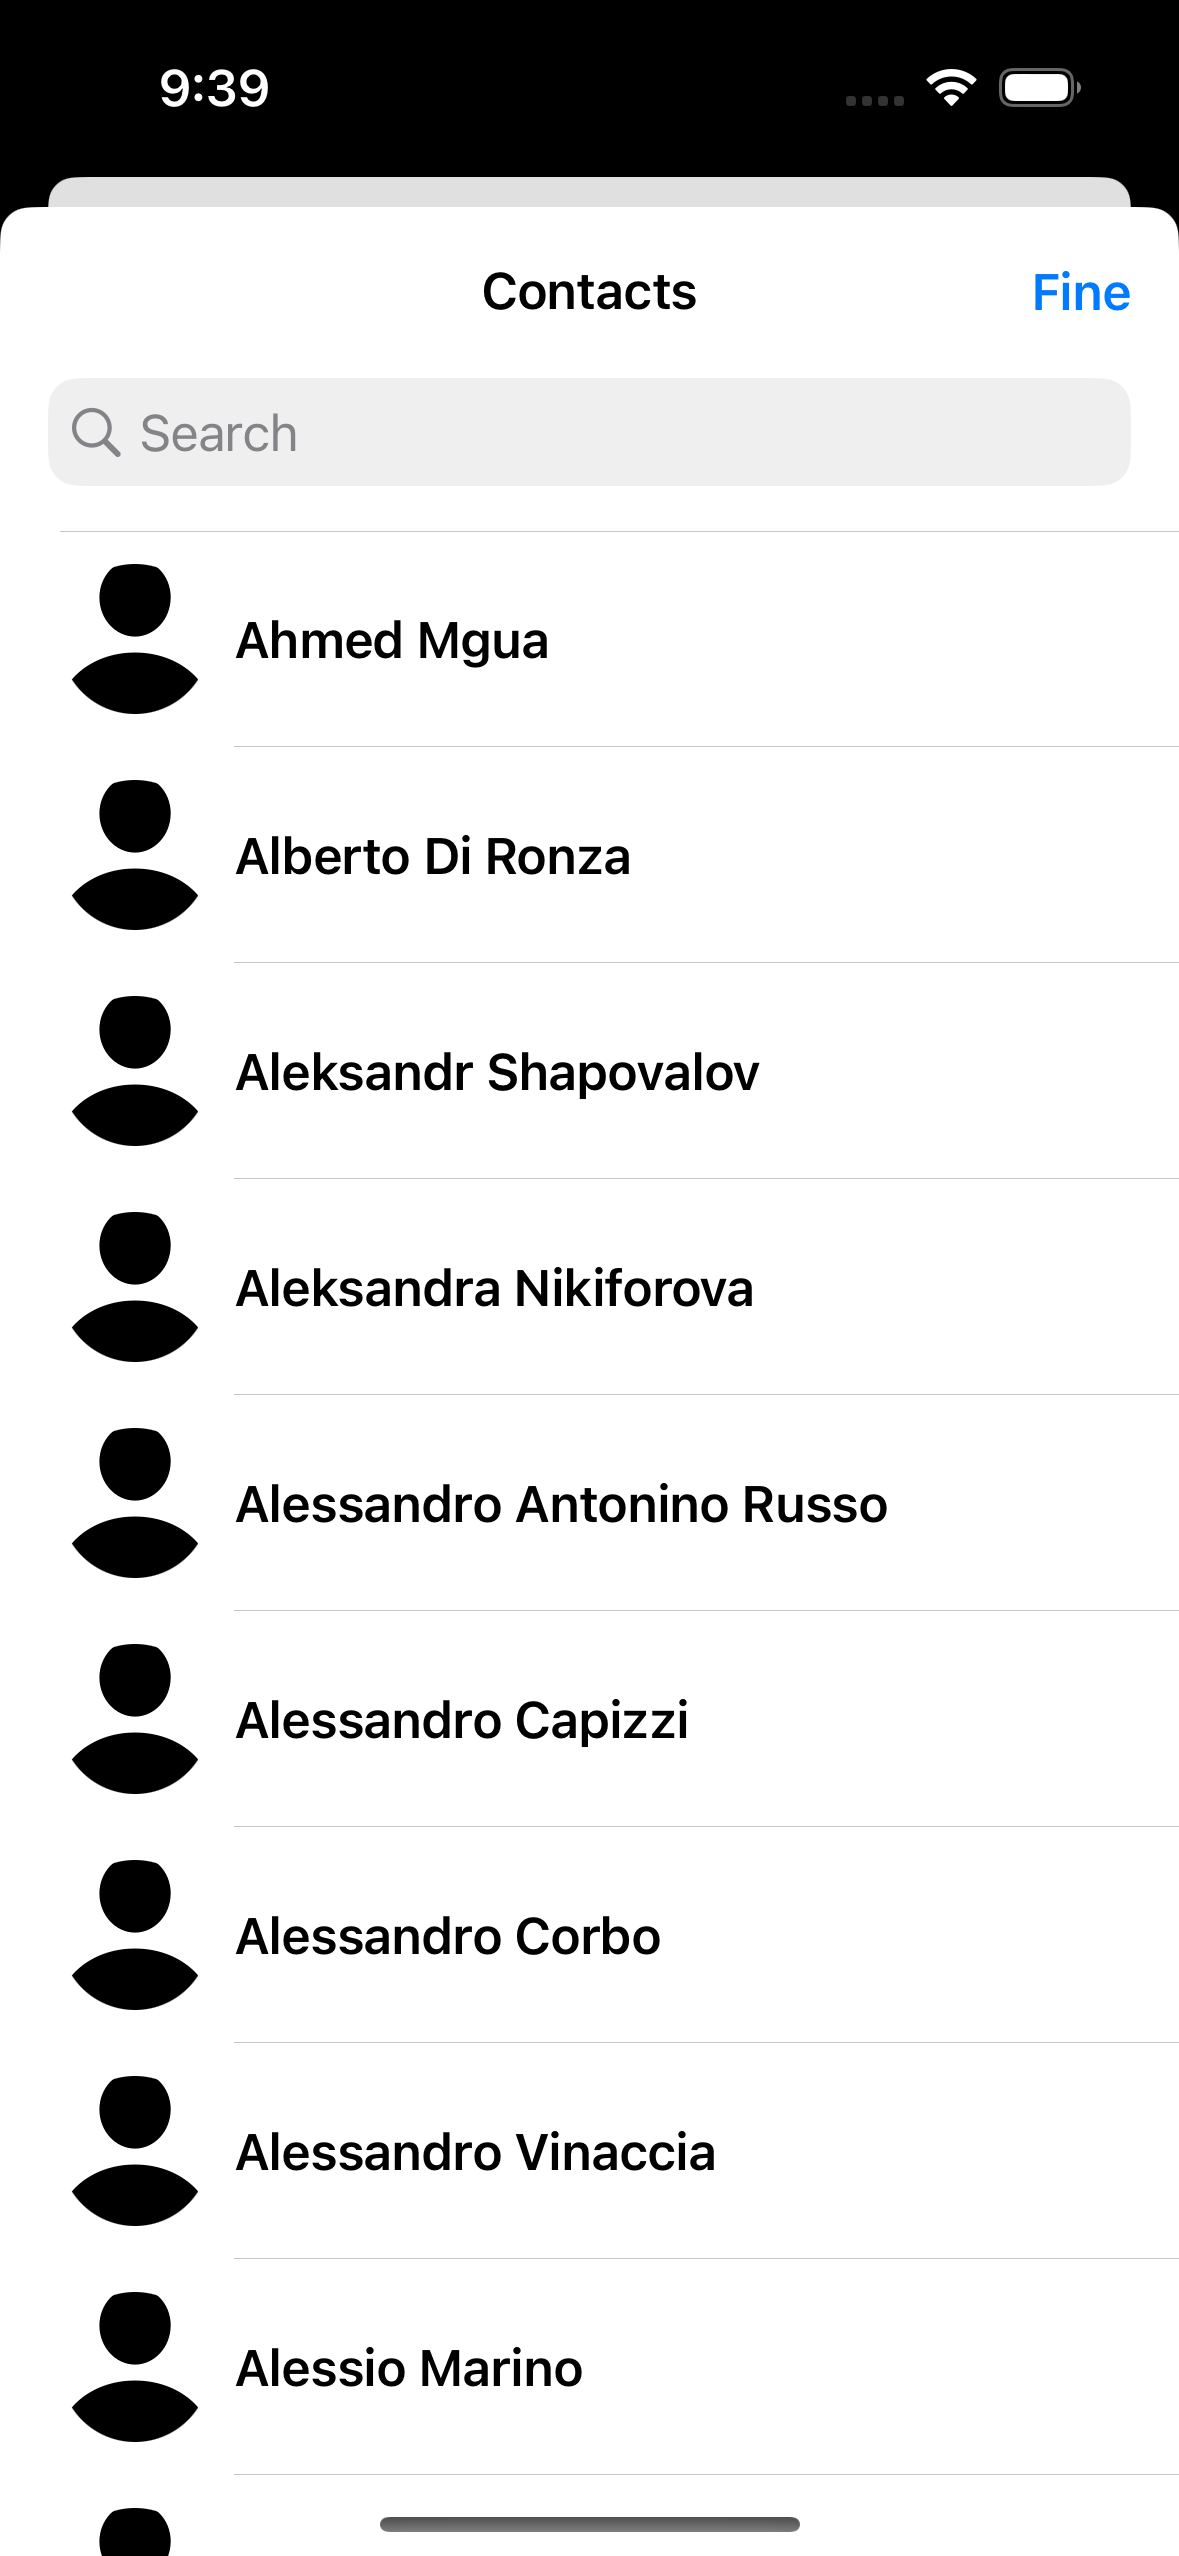 9:39
Contacts
Fine
Search
Ahmed Mgua
Alberto Di Ronza
Aleksandr Shapovalov
Aleksandra Nikiforova
Alessandro Antonino Russo
Alessandro Capizzi
Alessandro Corbo
Alessandro Vinaccia
Alessio Marino